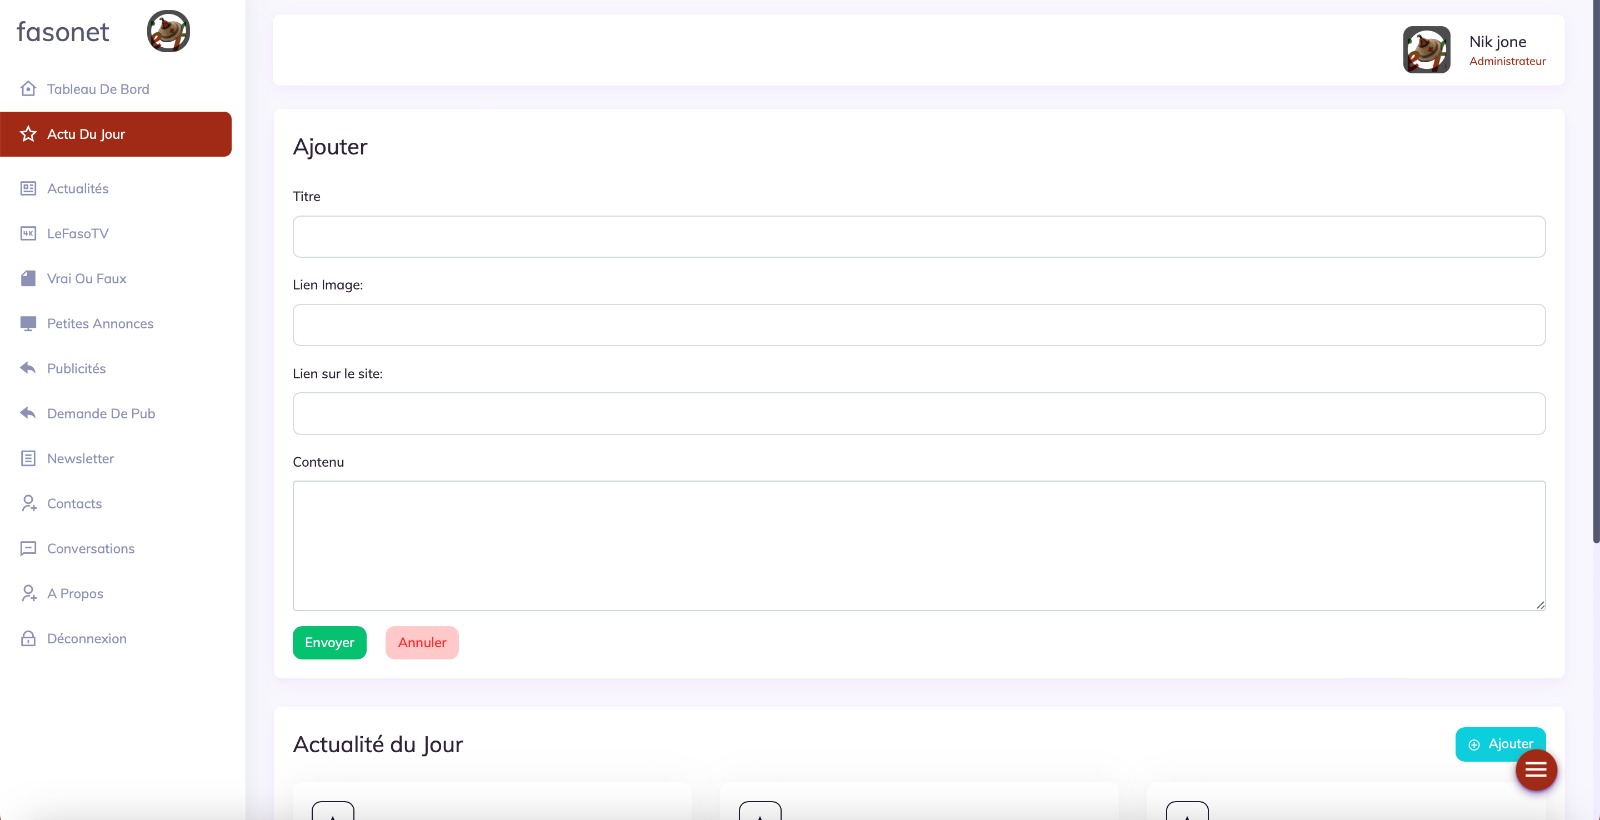 fasonet
Nik jone
Administrateur
Tableau De Bord
Actu Du Jour
Actualités
LeFasoTV
Vrai Ou Faux
Petites Annonces
Publicités
Demande De Pub
Newsletter
Contacts
Conversations
A Propos
Déconnexion
Ajouter
Titre
Lien Image:
Lien sur le site:
Contenu
Envoyer
Annuler
Actualité du Jour
Ajouter